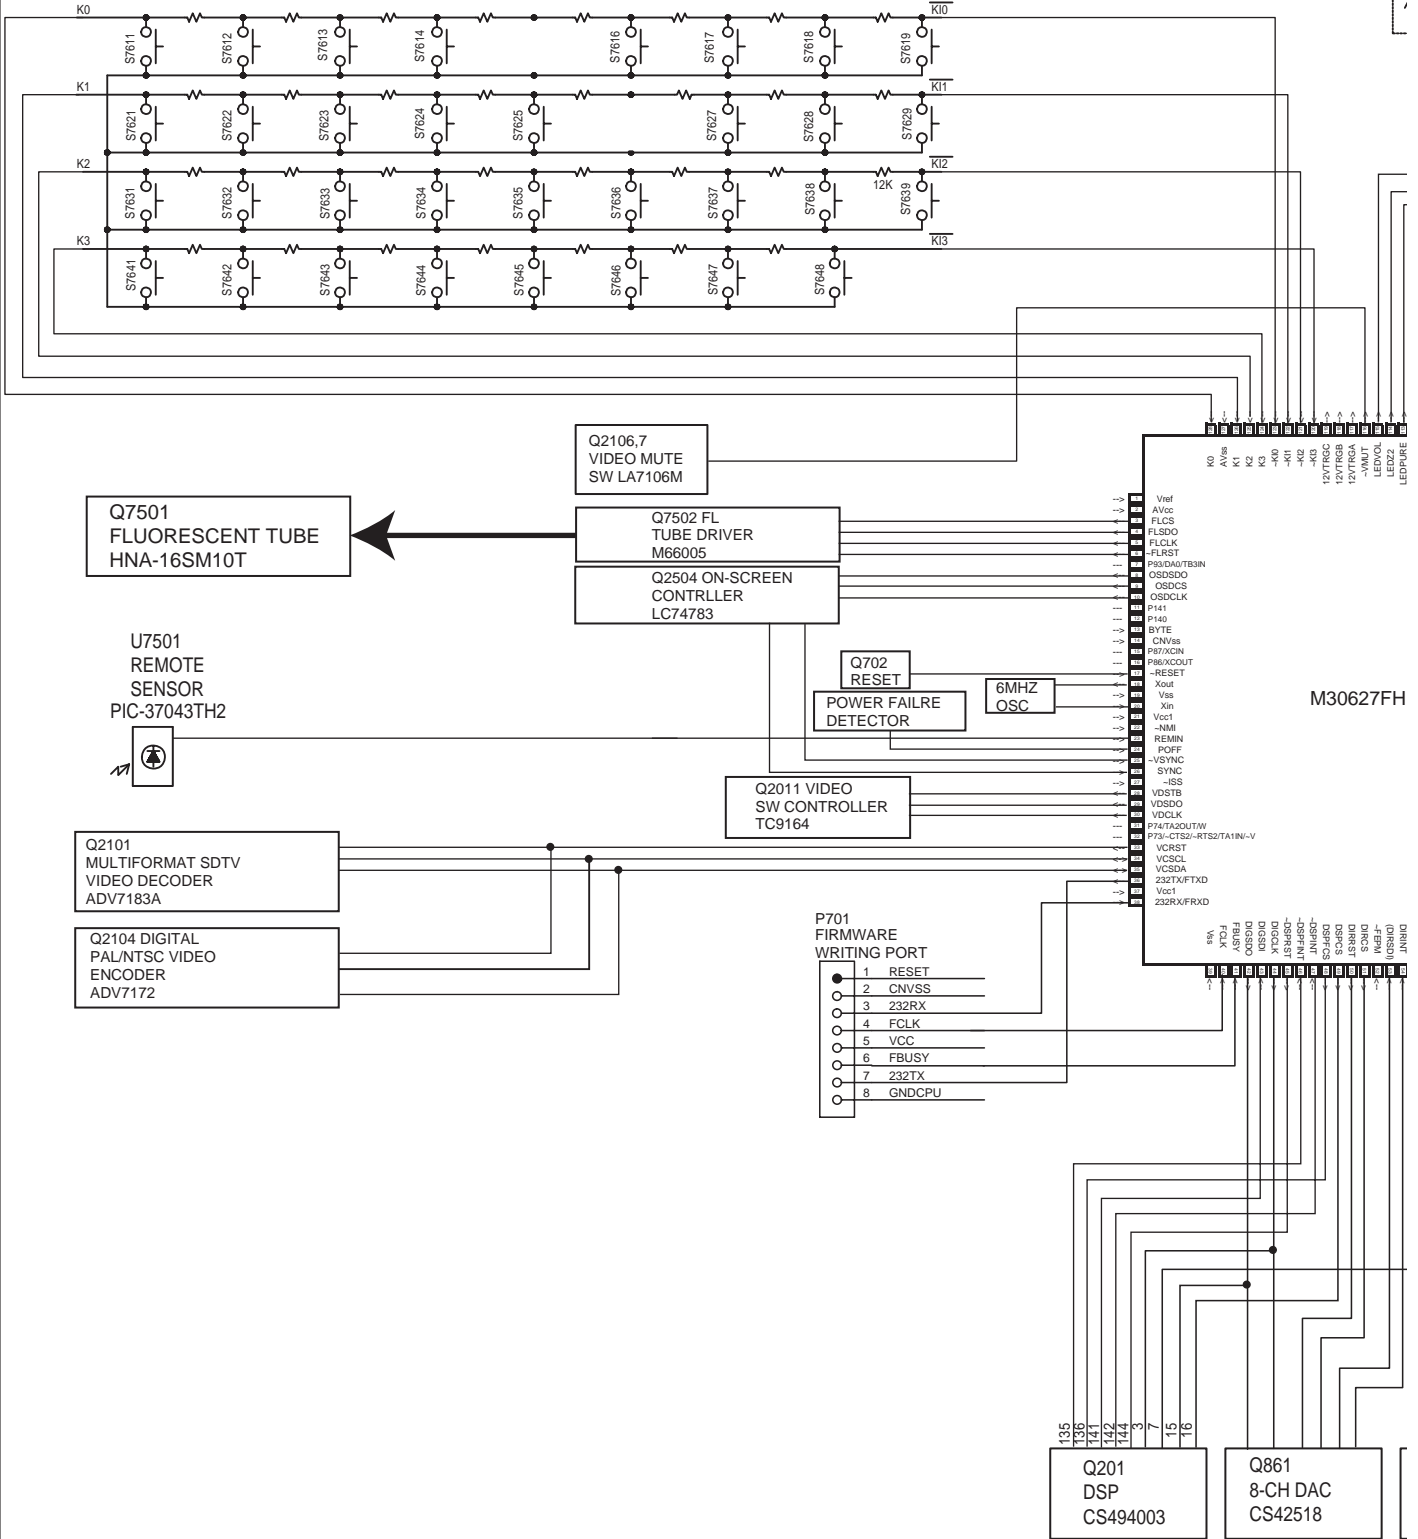 K0
KI0
S7611
S7612
S7613
S7614
S7616
S7617
S7618
S7619
K1
KI1
S7621
S7622
S7623
S7624
S7625
S7627
S7628
S7629
K2
KI2
12K
S7631
S7632
S7633
S7634
S7635
S7636
S7637
S7638
S7639
K3
KI3
S7641
S7642
S7643
S7644
S7645
S7646
S7647
S7648
Q2106,7
VIDEO MUTE
SW LA7106M
K0
AVss
K1
K2
K3
~KI0
~KI1
~KI2
~KI3
12VTRGC
12VTRGB
12VTRGA
~VMUT
LEDVOL
LEDZ2
LEDPURE
Q7501
FLUORESCENT TUBE
HNA-16SM10T
Q7502 FL
TUBE DRIVER
M66005
Q2504 ON-SCREEN
CONTRLLER
LC74783
U7501
REMOTE
SENSOR
PIC-37043TH2
Q702
RESET
6MHZ
OSC
POWER FAILRE
DETECTOR
Q2011 VIDEO
SW CONTROLLER
TC9164
Q2101
MULTIFORMAT SDTV
VIDEO DECODER
ADV7183A
Q2104 DIGITAL
PAL/NTSC VIDEO
ENCODER
ADV7172
Vref
AVcc
FLCS
FLSDO
FLCLK
~FLRST
P93/DA0/TB3IN
OSDSDO
OSDCS
OSDCLK
P141
P140
BYTE
CNVss
P87/XCIN
P86/XCOUT
~RESET
Xout
Vss
Xin
Vcc1
~NMI
REMIN
POFF
~VSYNC
SYNC
~ISS
VDSTB
VDSDO
VDCLK
P74/TA2OUT/W
P73/~CTS2/~RTS2/TA1IN/~V
VCRST
VCSCL
VCSDA
232TX/FTXD
Vcc1
232RX/FRXD
M30627FH
Vss
FCLK
FBUSY
DIGSDO
DIGSDI
DIGCLK
~DSPRST
~DSPFINT
~DSPINT
DSPFCS
DSPCS
DIRRST
DIRCS
~FEPM
(DIRSDI)
DIRINT
P701
FIRMWARE
WRITING PORT
1 RESET
2 CNVSS
3 232RX
4 FCLK
5 VCC
6 FBUSY
7 232TX
8 GNDCPU
135
136
141
142
144
3
7
15
16
Q201
DSP
CS494003
Q861
8-CH DAC
CS42518